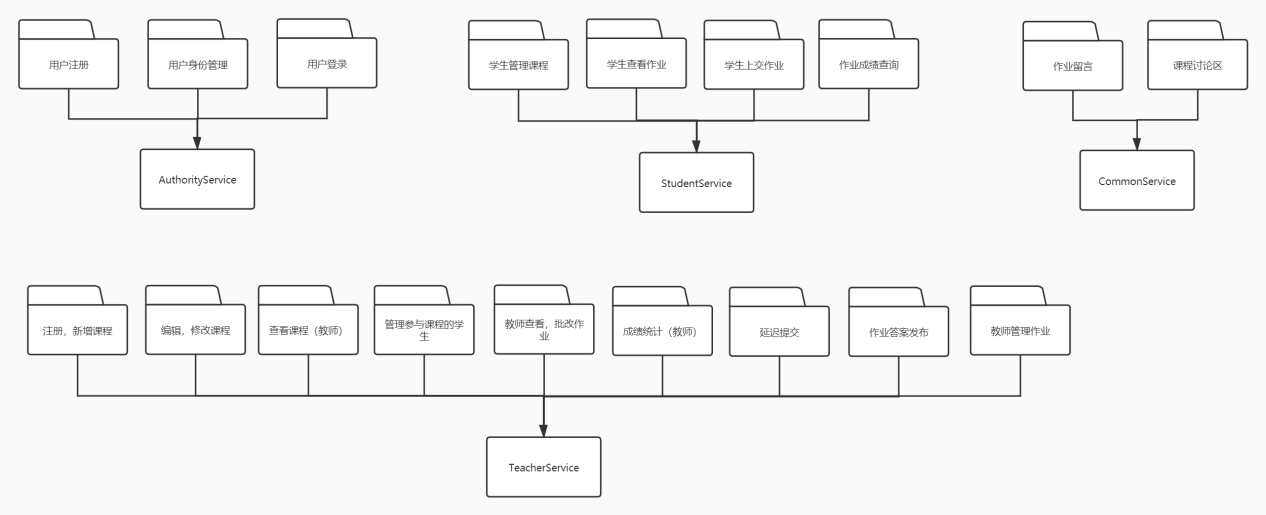 用户注册
用户身份管理
用户登录
学生管理课程
学生查看作业
学生上交作业
作业成绩查询
作业留言
课程讨论区
AuthorityService
StudentService
CommonService
注册，新增课程
编辑，修改课程
查看课程（教师）
管理参与课程的学
生
教师查看，批改作
业
成绩统计（教师）
延迟提交
作业答案发布
教师管理作业
TeacherService